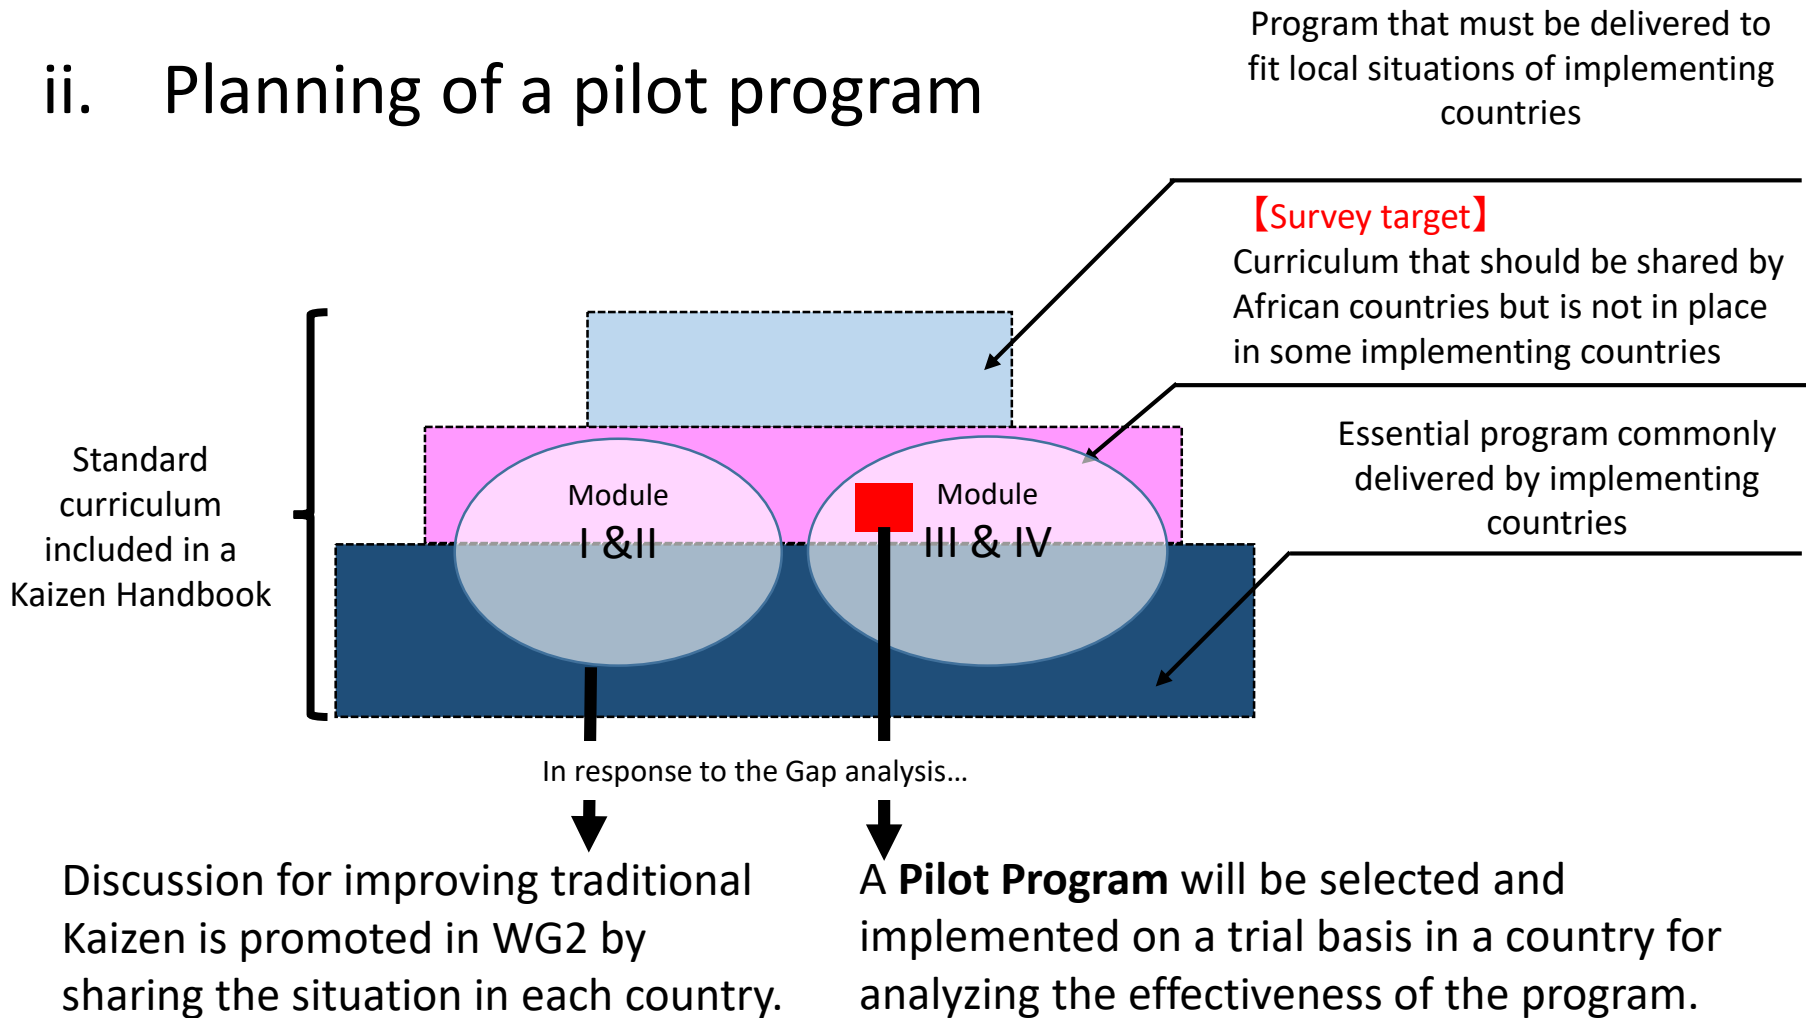 ii. Planning of a pilot program
Program that must be delivered to
fit local situations of implementing
countries
【Survey target】
Curriculum that should be shared by
African countries but is not in place
in some implementing countries
Essential program commonly
delivered by implementing
countries
Standard
curriculum
included in a
Kaizen Handbook
Module
I &II
Module
III & IV
In response to the Gap analysis...
Discussion for improving traditional
Kaizen is promoted in WG2 by
sharing the situation in each country.
A Pilot Program will be selected and
implemented on a trial basis in a country for
analyzing the effectiveness of the program.